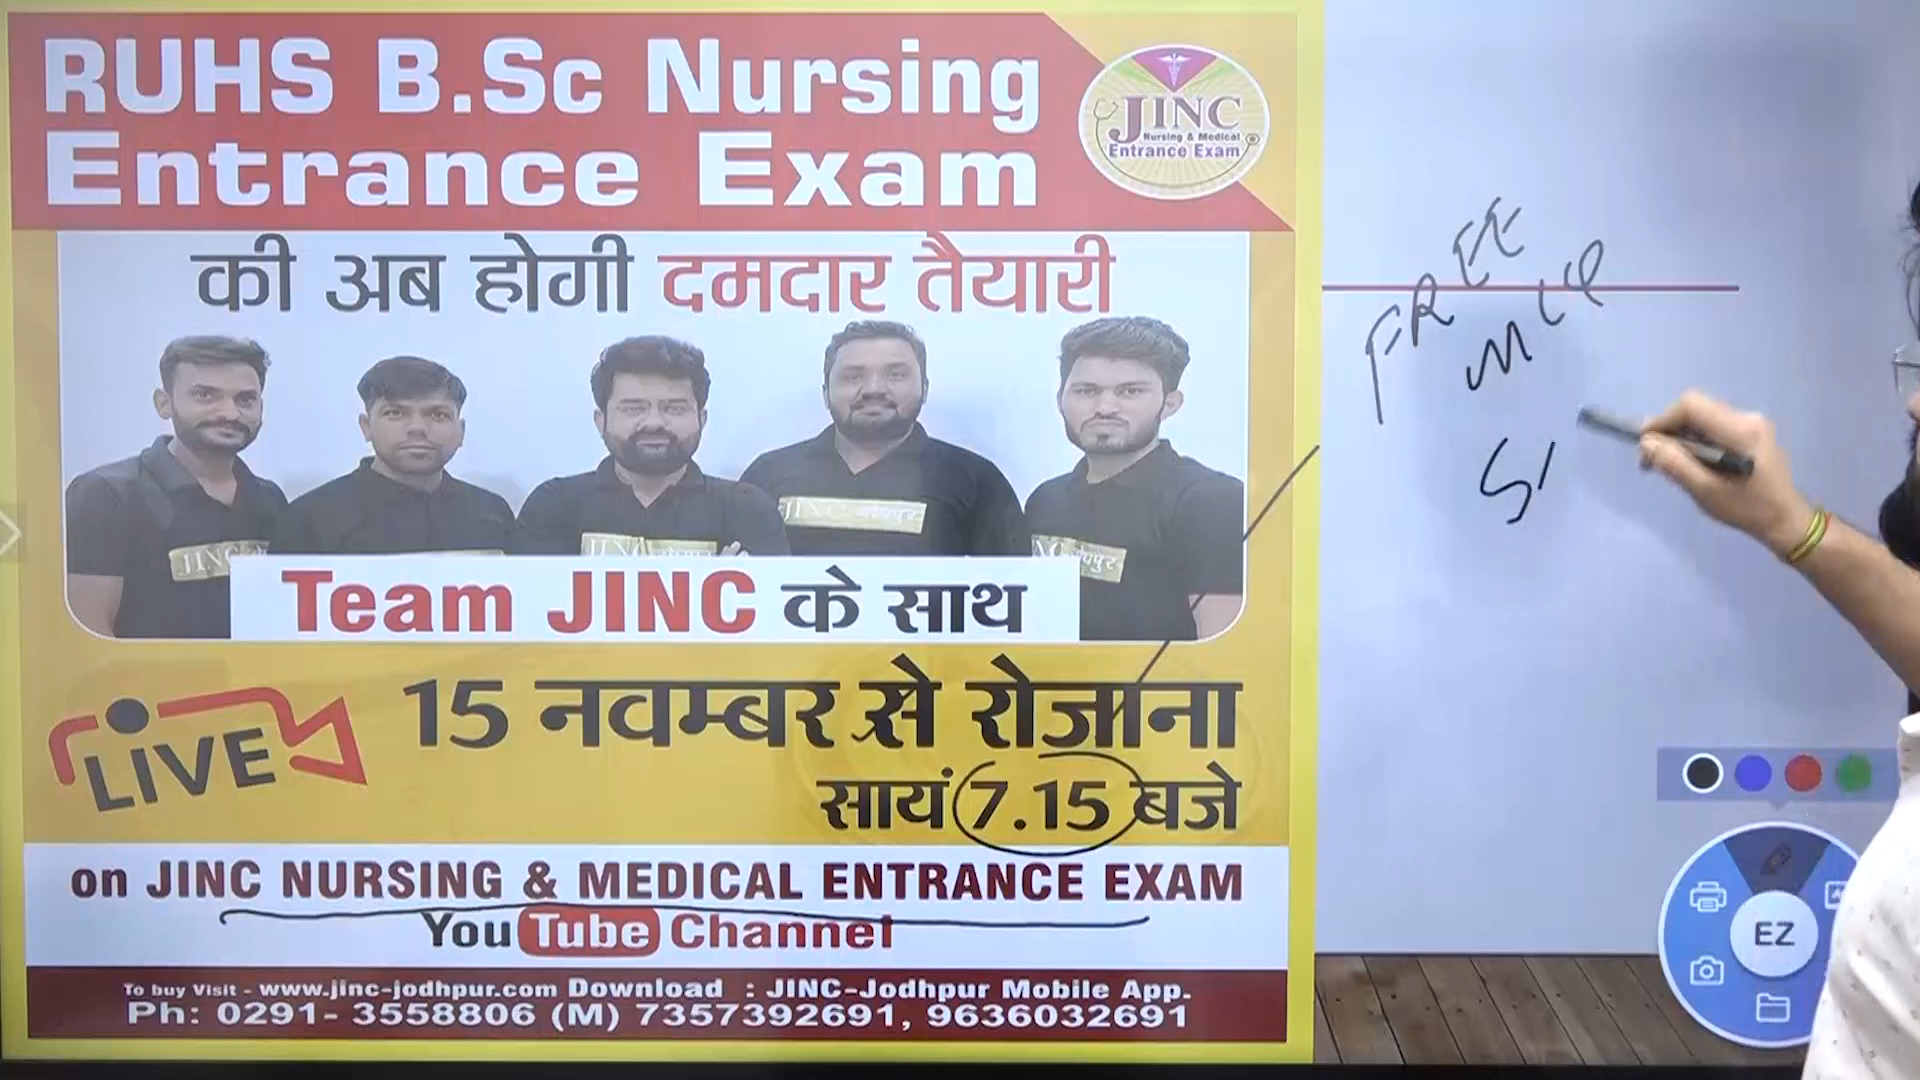 RUHS B.Sc Nursing
Entrance Exam
JINC
Nursing & Medical
Entrance Exam
की अब होगी दमदार तैयारी
FREE
MCQ
Team JINC के साथ
LIVE
15 नवम्बर से रोजाना
सायं 7.15 बजे
on JINC NURSING & MEDICAL ENTRANCE EXAM
YouTube Channel
To buy Visit - www.jinc-jodhpur.com Download : JINC-Jodhpur Mobile App.
Ph: 0291- 3558806 (M) 7357392691, 9636032691
EZ